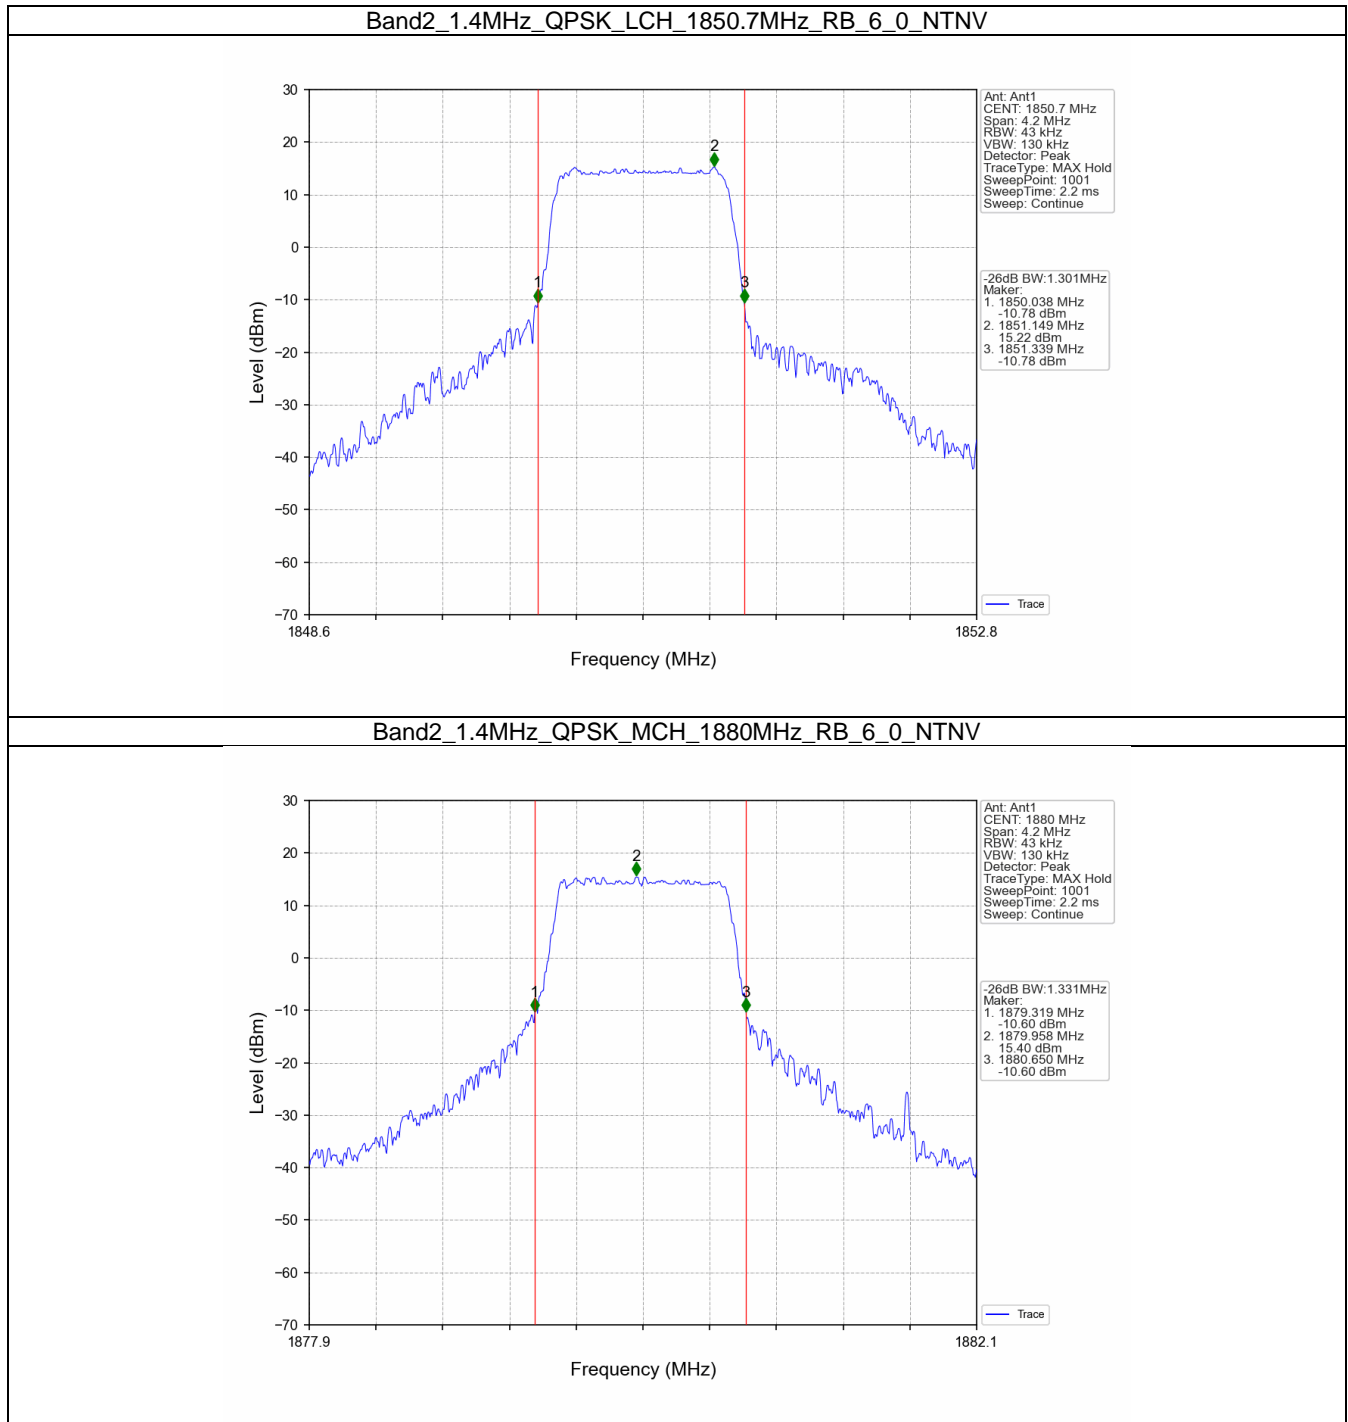 Band2_1.4MHz_QPSK_LCH_1850.7MHz_RB_6_0_NTNV
30
20
10
0
−10
−20
−30
−40
−50
−60
−70
Level (dBm)
1
2
3
1848.6
1852.8
Frequency (MHz)
Ant: Ant1
CENT: 1850.7 MHz
Span: 4.2 MHz
RBW: 43 kHz
VBW: 130 kHz
Detector: Peak
TraceType: MAX Hold
SweepPoint: 1001
SweepTime: 2.2 ms
Sweep: Continue
-26dB BW:1.301MHz
Maker:
1. 1850.038 MHz
-10.78 dBm
2. 1851.149 MHz
15.22 dBm
3. 1851.339 MHz
-10.78 dBm
Trace
Band2_1.4MHz_QPSK_MCH_1880MHz_RB_6_0_NTNV
30
20
10
0
−10
−20
−30
−40
−50
−60
−70
Level (dBm)
1
2
3
1877.9
1882.1
Frequency (MHz)
Ant: Ant1
CENT: 1880 MHz
Span: 4.2 MHz
RBW: 43 kHz
VBW: 130 kHz
Detector: Peak
TraceType: MAX Hold
SweepPoint: 1001
SweepTime: 2.2 ms
Sweep: Continue
-26dB BW:1.331MHz
Maker:
1. 1879.319 MHz
-10.60 dBm
2. 1879.958 MHz
15.40 dBm
3. 1880.650 MHz
-10.60 dBm
Trace